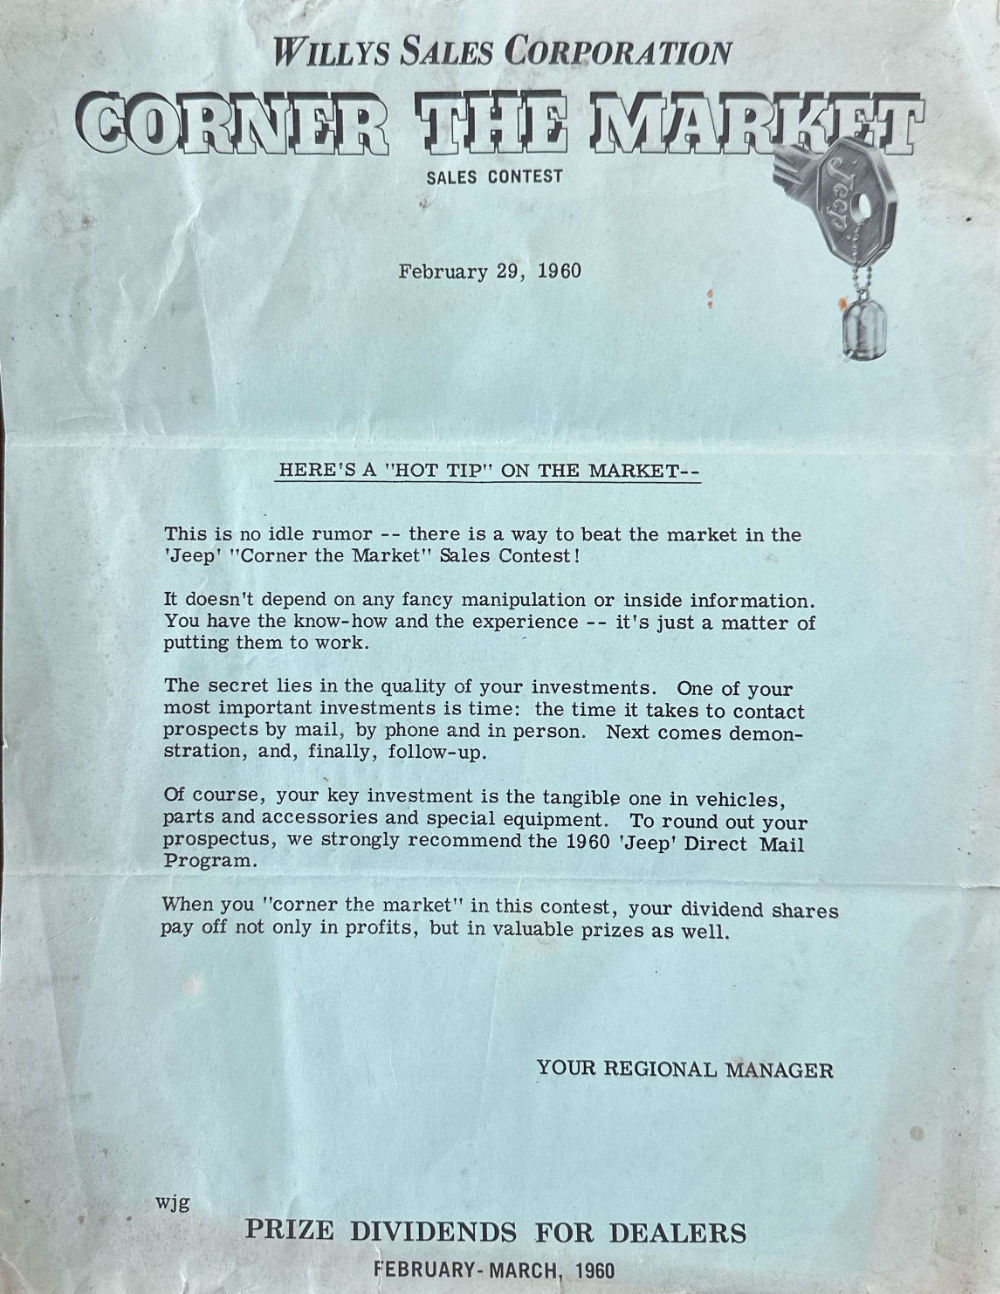 WILLYS SALES CORPORATION
CORNER THE MARKET
SALES CONTEST
Jeep
February 29, 1960
HERE'S A "HOT TIP" ON THE MARKET--
This is no idle rumor -- there is a way to beat the market in the
'Jeep' "Corner the Market" Sales Contest!
It doesn't depend on any fancy manipulation or inside information.
You have the know-how and the experience -- it's just a matter of
putting them to work.
The secret lies in the quality of your investments. One of your
most important investments is time: the time it takes to contact
prospects by mail, by phone and in person. Next comes demon-
stration, and, finally, follow-up.
Of course, your key investment is the tangible one in vehicles,
parts and accessories and special equipment. To round out your
prospectus, we strongly recommend the 1960 'Jeep' Direct Mail
Program.
When you "corner the market" in this contest, your dividend shares
pay off not only in profits, but in valuable prizes as well.
YOUR REGIONAL MANAGER
wjg
PRIZE DIVIDENDS FOR DEALERS
FEBRUARY-MARCH, 1960